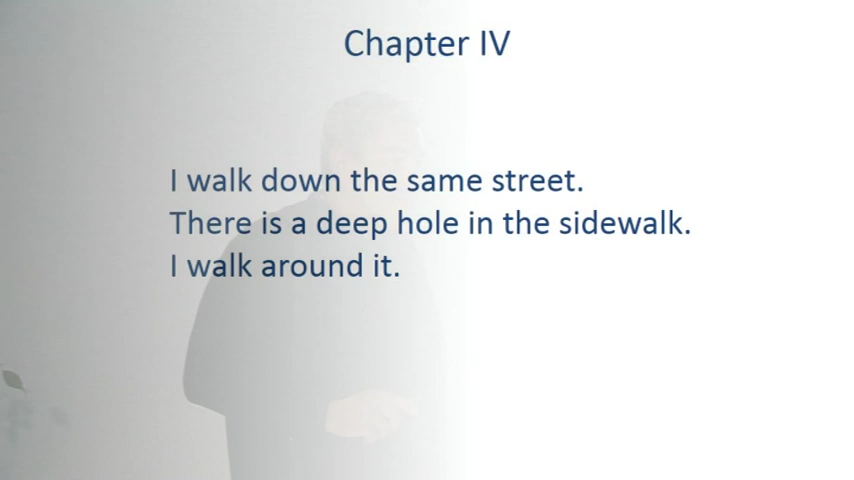 Chapter IV
I walk down the same street.
There is a deep hole in the sidewalk.
I walk around it.